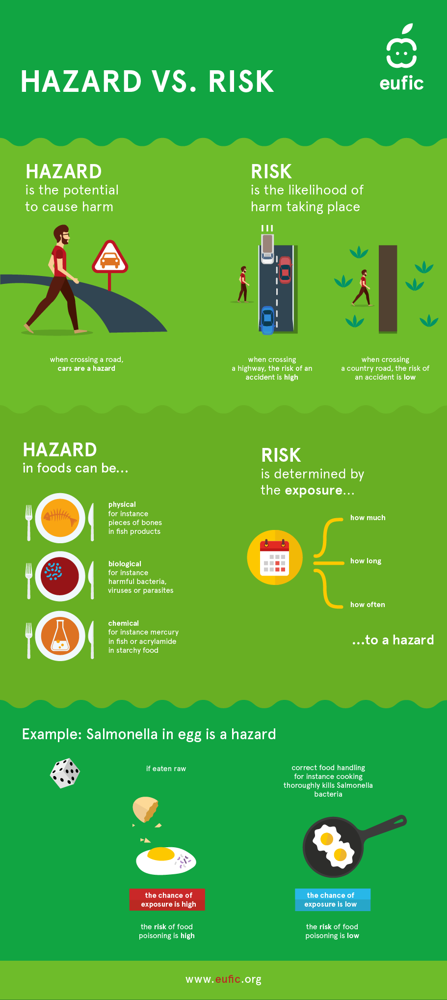 eufic
HAZARD VS. RISK
HAZARD
is the potential
to cause harm
RISK
is the likelihood of
harm taking place
when crossing a road,
cars are a hazard
when crossing
a highway, the risk of an
accident is high
when crossing
a country road, the risk of
an accident is low
HAZARD
in foods can be...
physical
for instance
pieces of bones
in fish products
biological
for instance
harmful bacteria,
viruses or parasites
chemical
for instance mercury
in fish or acrylamide
in starchy food
RISK
is determined by
the exposure...
how much
how long
how often
...to a hazard
Example: Salmonella in egg is a hazard
if eaten raw
the chance of
exposure is high
the risk of food
poisoning is high
correct food handling
for instance cooking
thoroughly kills Salmonella
bacteria
the chance of
exposure is low
the risk of food
poisoning is low
www.eufic.org